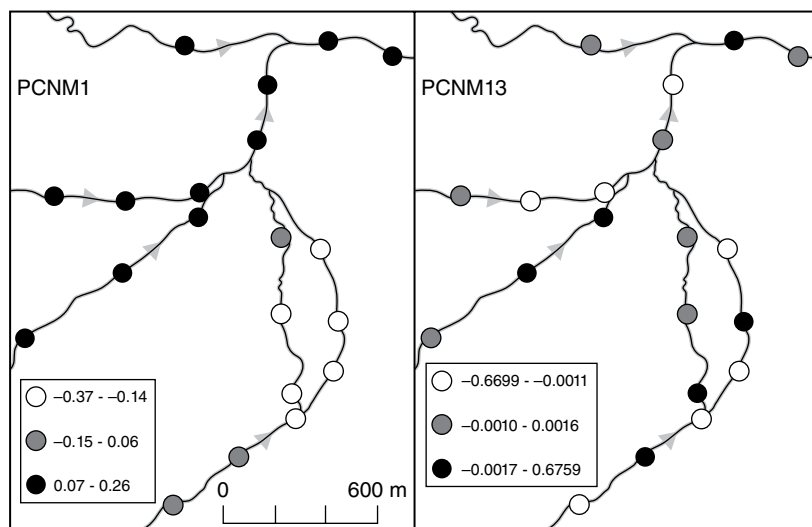 PCNM1
–0.37 - –0.14
–0.15 - 0.06
0.07 - 0.26
0
600 m
PCNM13
–0.6699 - –0.0011
–0.0010 - 0.0016
–0.0017 - 0.6759